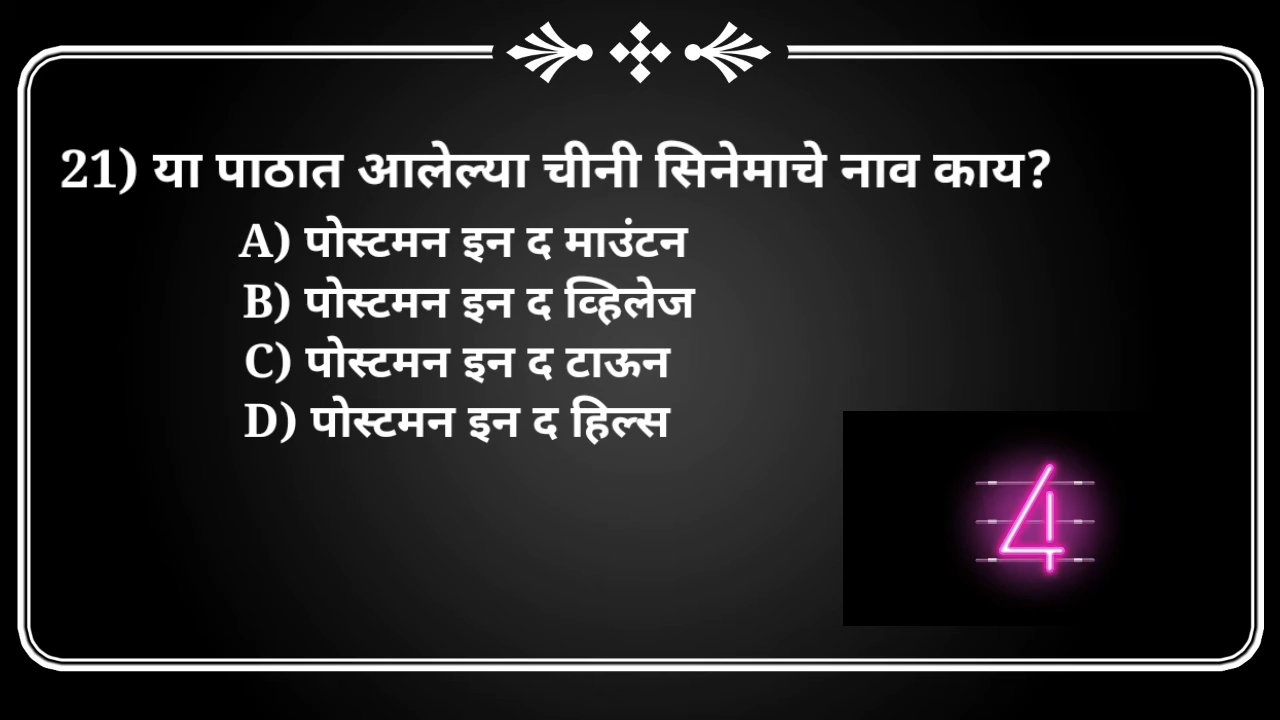 21) या पाठात आलेल्या चीनी सिनेमाचे नाव काय?
A) पोस्टमन इन द माउंटन
B) पोस्टमन इन द व्हिलेज
C) पोस्टमन इन द टाऊन
D) पोस्टमन इन द हिल्स
4